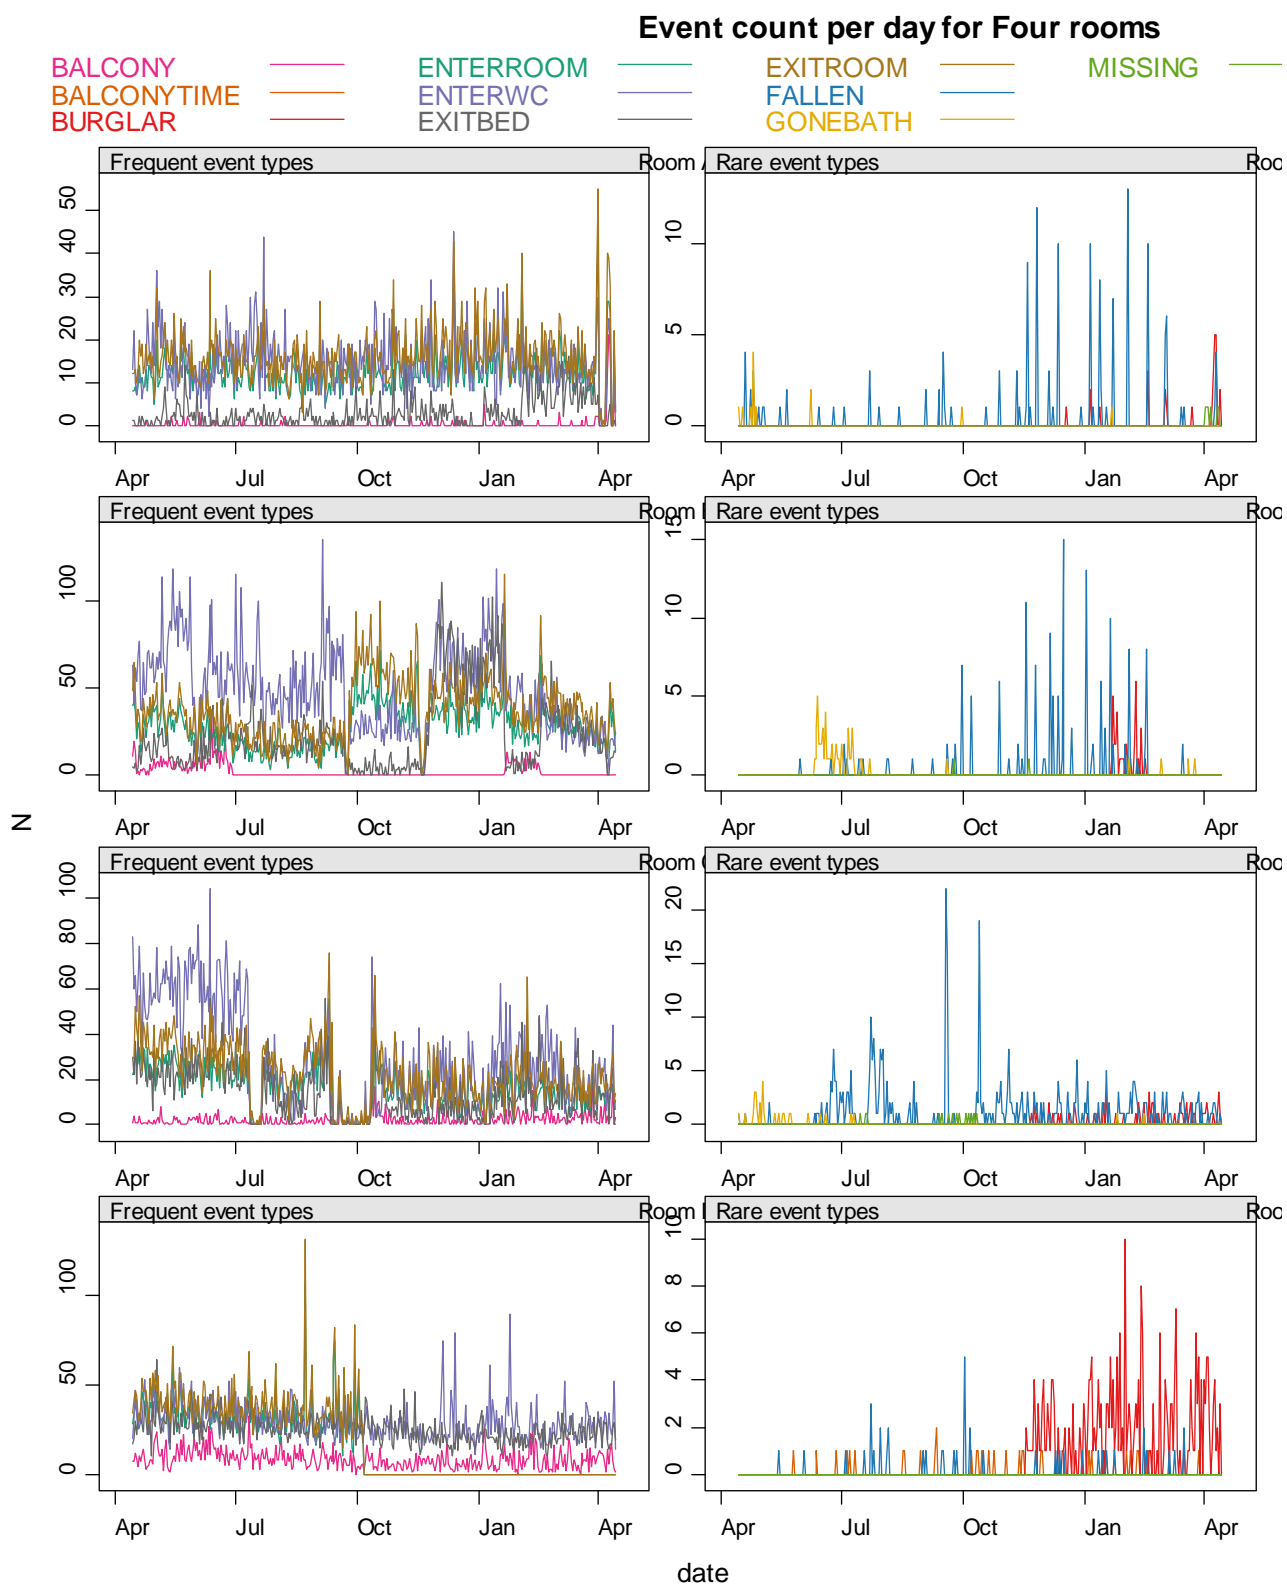 Event count per day for Four rooms
BALCONY ENTERROOM EXITROOM MISSING
BALCONYTIME ENTERWC FALLEN
BURGLAR EXITBED GONEBATH
Frequent event types Room Rare event types
50
40
30
20
10
0
10
5
0
Apr Jul Oct Jan Apr Apr Jul Oct Jan Apr
Frequent event types Room Rare event types
100
50
0
15
10
5
0
Apr Jul Oct Jan Apr Apr Jul Oct Jan Apr
N
Frequent event types Room Rare event types
100
80
60
40
20
0
20
15
10
5
0
Apr Jul Oct Jan Apr Apr Jul Oct Jan Apr
Frequent event types Room Rare event types
100
50
0
10
8
6
4
2
0
Apr Jul Oct Jan Apr Apr Jul Oct Jan Apr
date